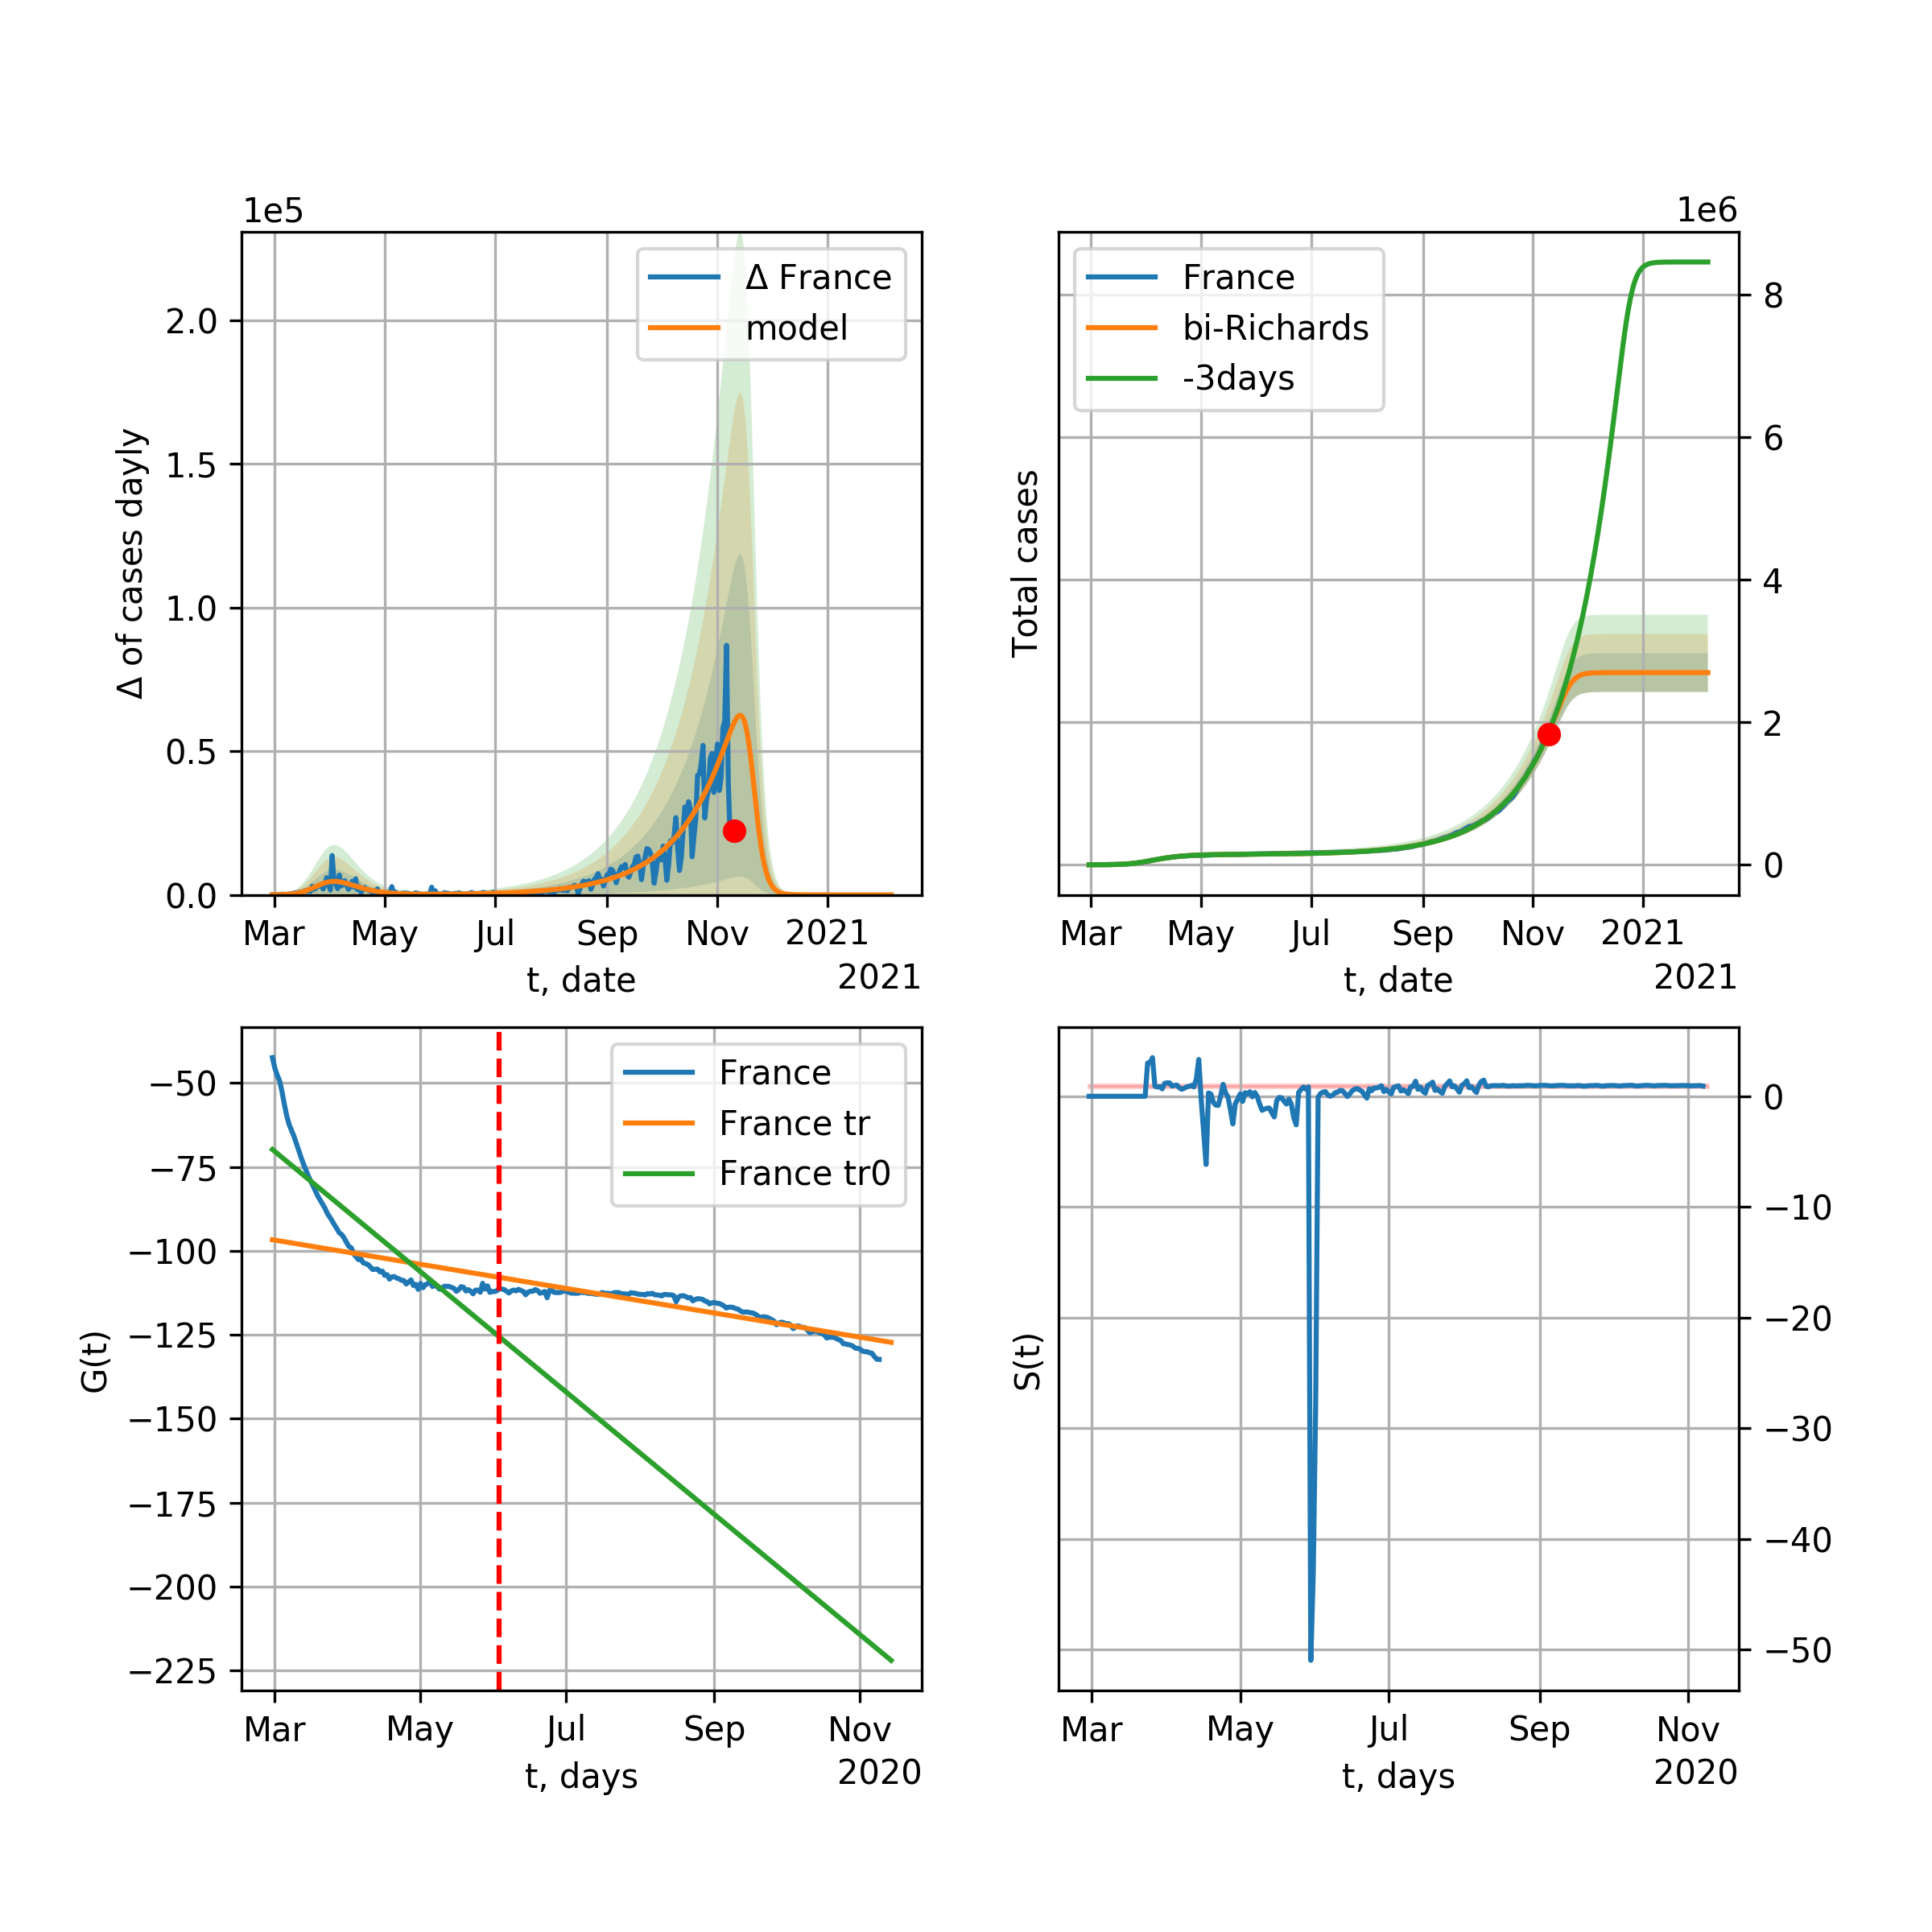 1e5
Δ of cases dayly
2.0
1.5
1.0
0.5
0.0
Δ France
model
Mar May Jul Sep Nov 2021
t, date
2021
1e6
Total cases
France
bi-Richards
-3days
8
6
4
2
0
Mar May Jul Sep Nov 2021
t, date
2021
G(t)
−50
−75
−100
−125
−150
−175
−200
−225
France
France tr
France tr0
Mar May Jul Sep Nov
t, days
2020
S(t)
0
−10
−20
−30
−40
−50
Mar May Jul Sep Nov
t, days
2020